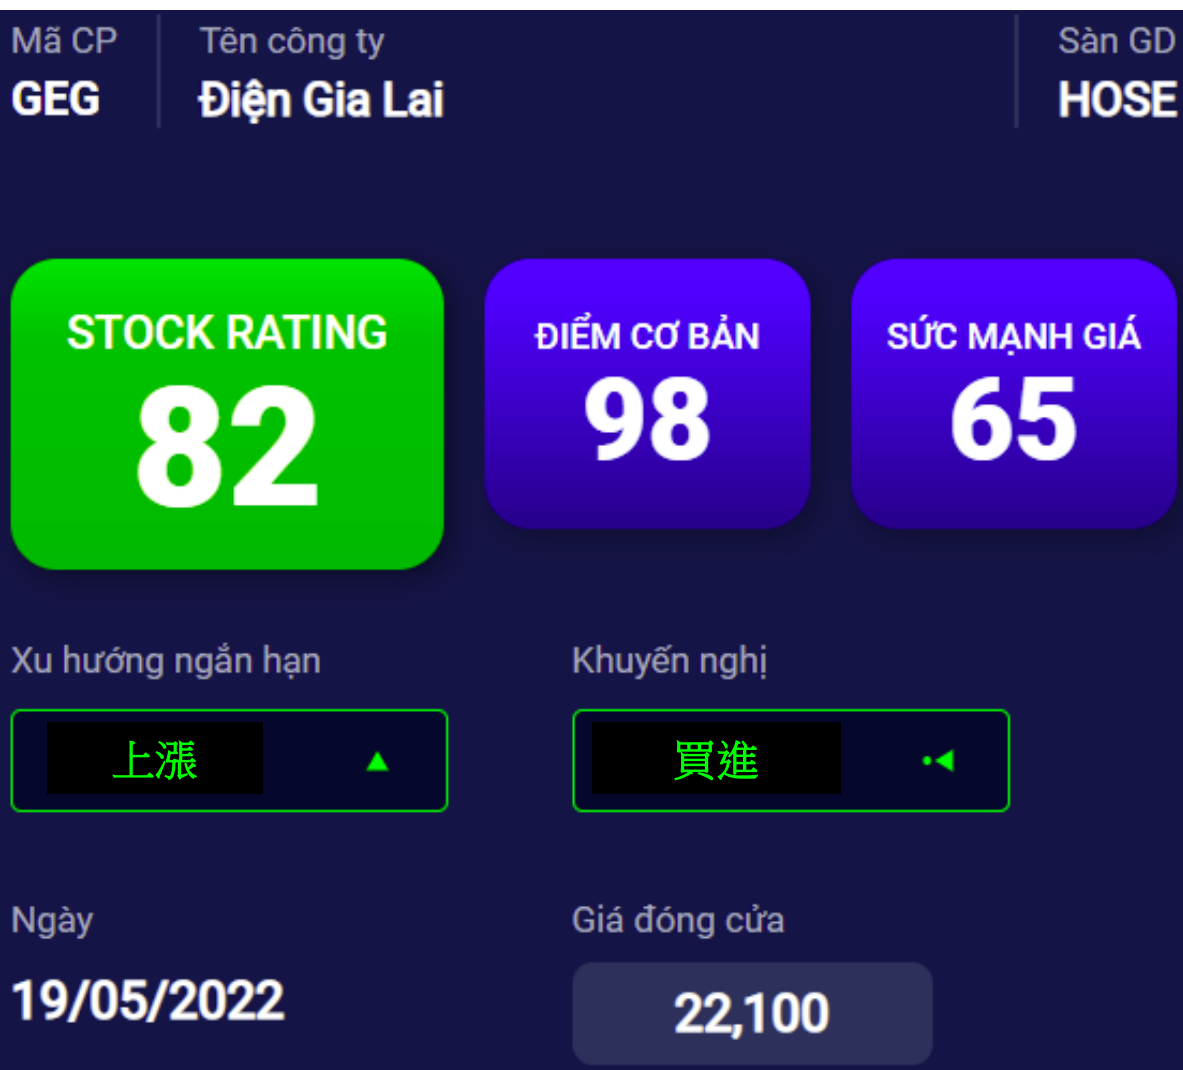 Mã CP
Tên công ty
Sàn GD
GEG
Điện Gia Lai
HOSE
STOCK RATING
82
ĐIỂM CƠ BẢN
98
SỨC MẠNH GIÁ
65
Xu hướng ngắn hạn
Khuyến nghị
上漲
買進
Ngày
Giá đóng cửa
19/05/2022
22,100